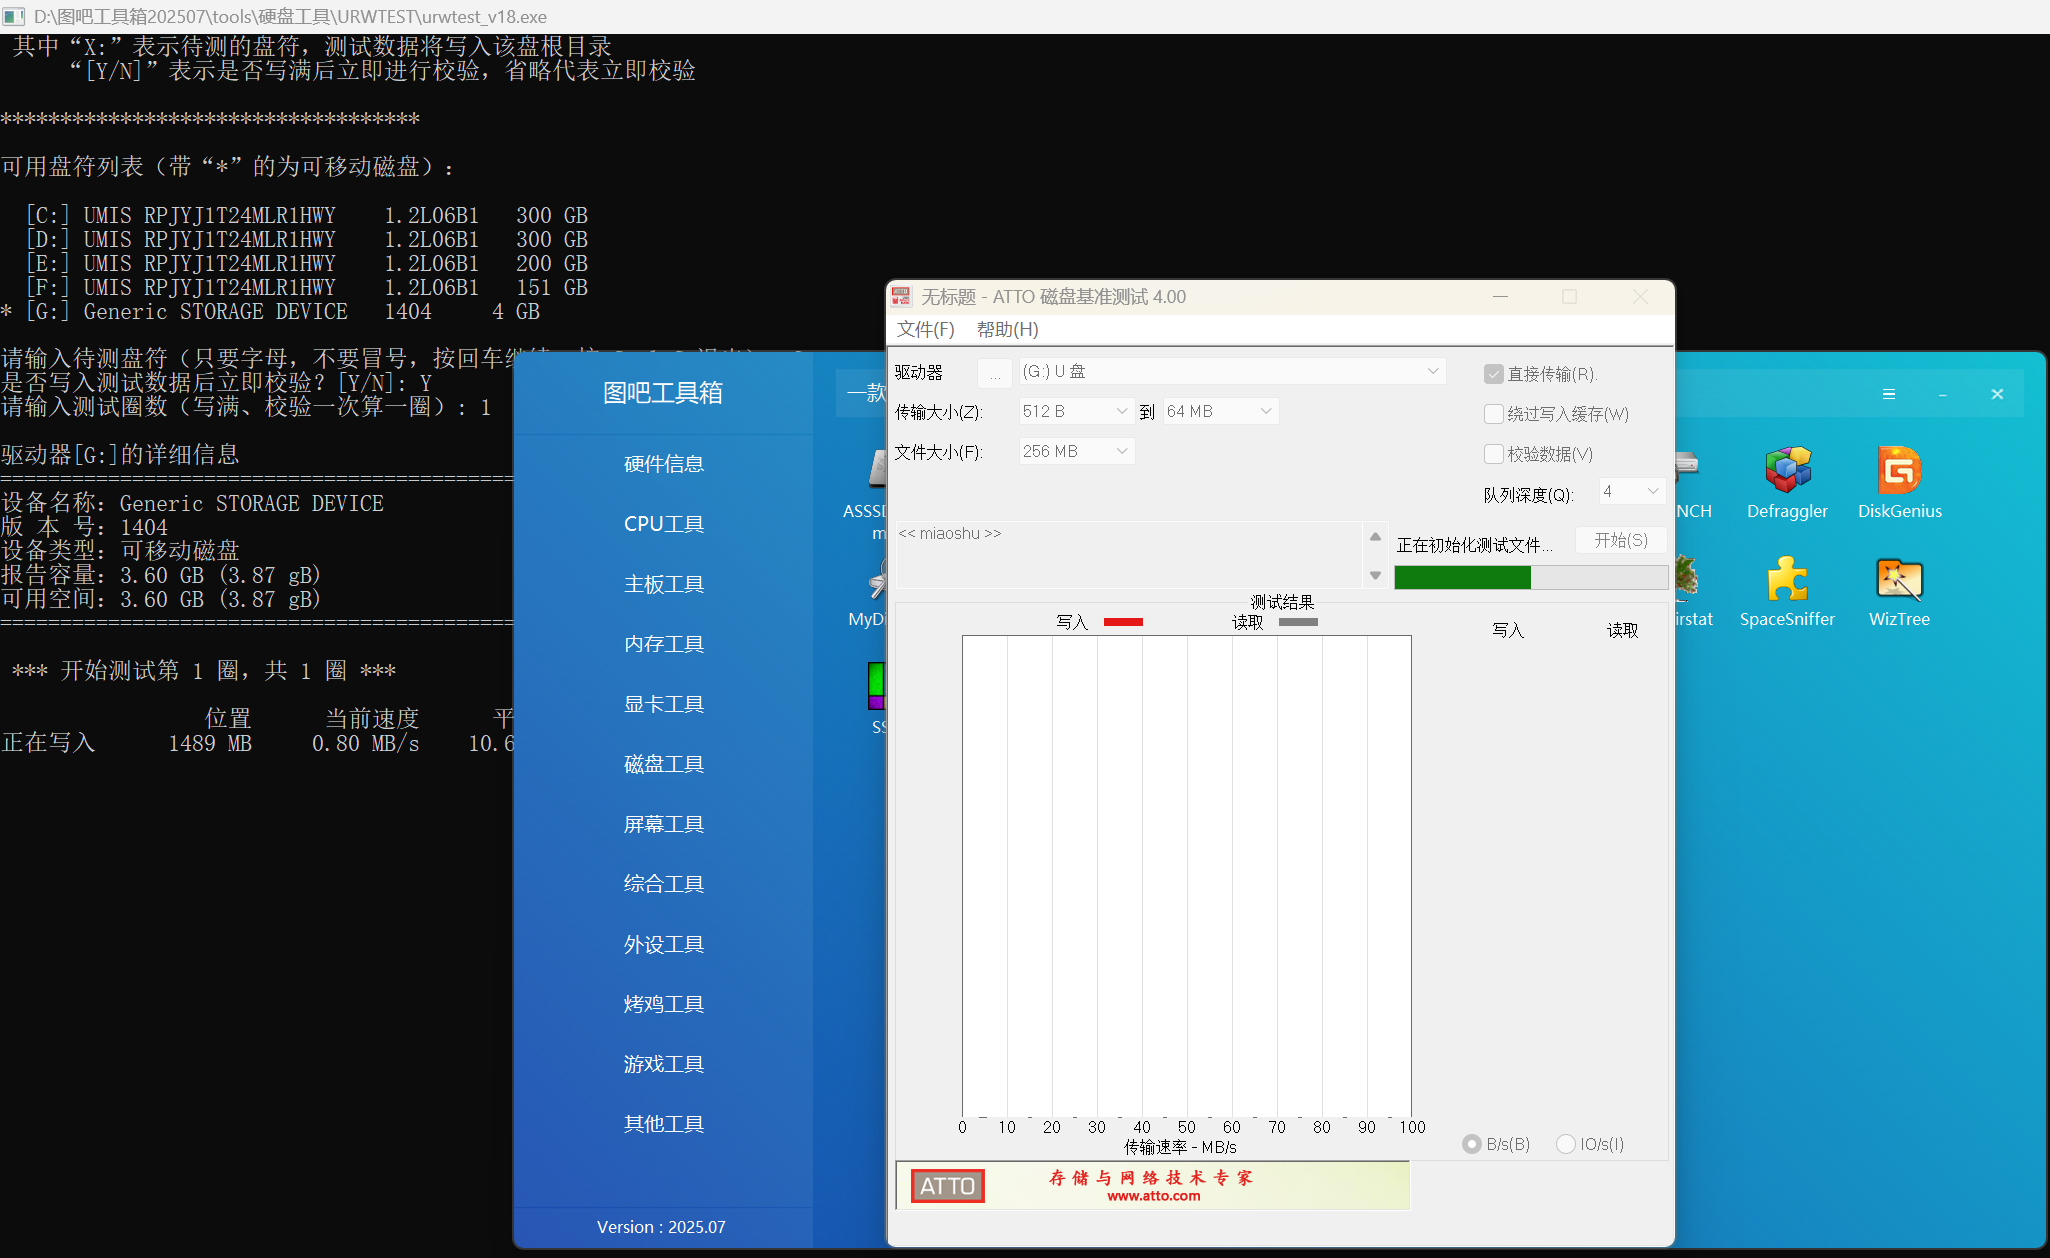 D:\图吧工具箱202507\tools\硬盘工具\URWTEST\urwtest_v18.exe
其中“X:”表示待测的盘符，测试数据将写入该盘根目录
“[Y/N]”表示是否写满后立即进行校验，省略代表立即校验
***********************************
可用盘符列表（带“*”的为可移动磁盘）：
[C:] UMIS RPJYJ1T24MLR1HWY 1.2L06B1 300 GB
[D:] UMIS RPJYJ1T24MLR1HWY 1.2L06B1 300 GB
[E:] UMIS RPJYJ1T24MLR1HWY 1.2L06B1 200 GB
[F:] UMIS RPJYJ1T24MLR1HWY 1.2L06B1 151 GB
* [G:] Generic STORAGE DEVICE 1404 4 GB
请输入待测盘符（只要字母，不要冒号，按回车
是否写入测试数据后立即校验？[Y/N]: Y
请输入测试圈数（写满、校验一次算一圈）: 1
驱动器[G:]的详细信息
===========================================
设备名称: Generic STORAGE DEVICE
版 本 号: 1404
设备类型: 可移动磁盘
报告容量: 3.60 GB (3.87 gB)
可用空间: 3.60 GB (3.87 gB)
===========================================
*** 开始测试第 1 圈，共 1 圈 ***
位置 当前速度 平
正在写入 1489 MB 0.80 MB/s 10.6
图吧工具箱
硬件信息
CPU工具
主板工具
内存工具
显卡工具
磁盘工具
屏幕工具
综合工具
外设工具
烤鸡工具
游戏工具
其他工具
Version : 2025.07
一款
ASSSD
m
MyDi
SS
无标题 - ATTO 磁盘基准测试 4.00
文件(F) 帮助(H)
驱动器 ... (G:) U 盘
传输大小(Z): 512 B 到 64 MB
文件大小(F): 256 MB
直接传输(R).
绕过写入缓存(W)
校验数据(V)
队列深度(Q): 4
<< miaoshu >>
正在初始化测试文件... 开始(S)
测试结果
写入 读取
写入 读取
0 10 20 30 40 50 60 70 80 90 100
传输速率 - MB/s
B/s(B) IO/s(I)
ATTO
存储与网络技术专家
www.atto.com
NCH
Defraggler
DiskGenius
irstat
SpaceSniffer
WizTree